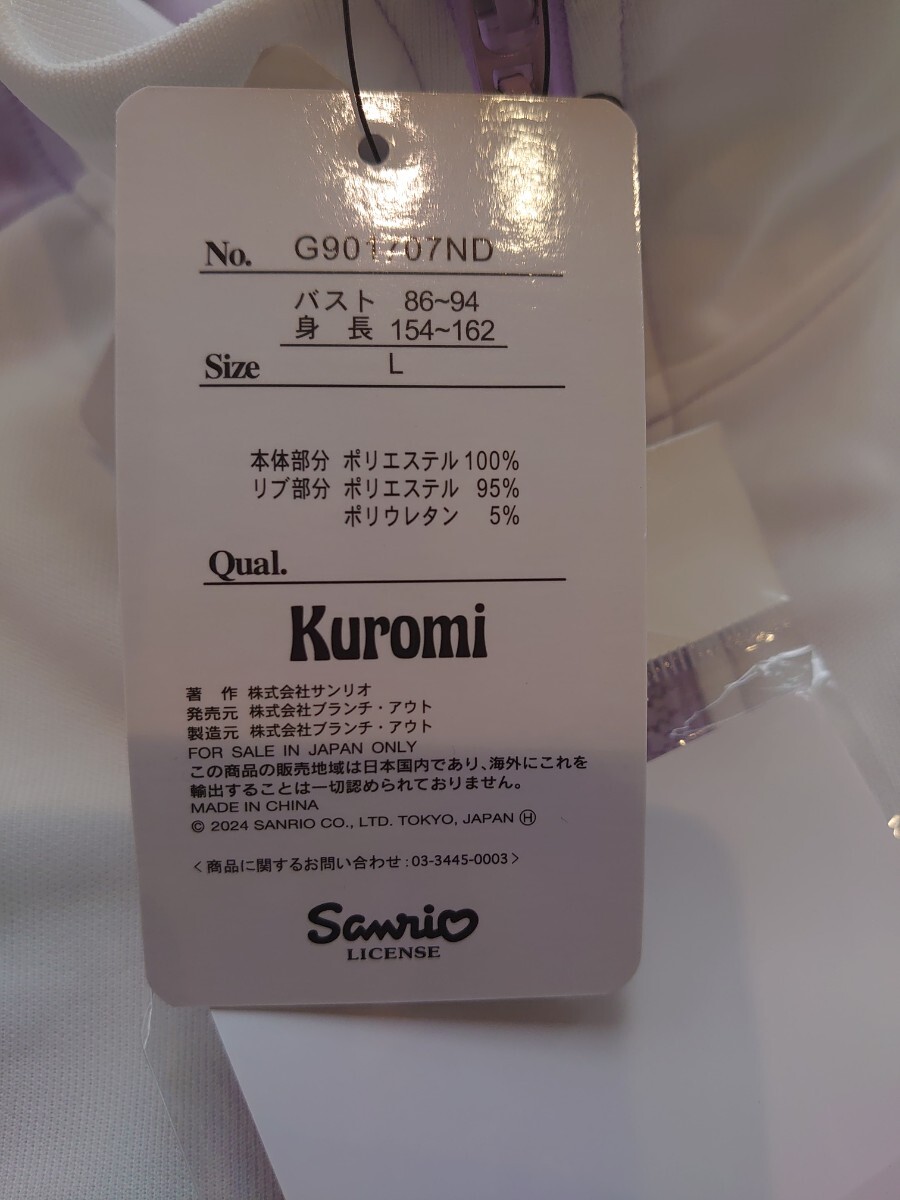 No. G901707ND
バスト 86~94
身 長 154~162
Size L
本体部分 ポリエステル 100%
リブ部分 ポリエステル 95%
ポリウレタン 5%
Qual.
Kuromi
著 作 株式会社サンリオ
発売元 株式会社ブランチ・アウト
製造元 株式会社ブランチ・アウト
FOR SALE IN JAPAN ONLY
この商品の販売地域は日本国内であり、海外にこれを
輸出することは一切認められておりません。
MADE IN CHINA
© 2024 SANRIO CO., LTD. TOKYO, JAPAN Ⓗ
〈商品に関するお問い合わせ：03-3445-0003〉
Sanrio
LICENSE